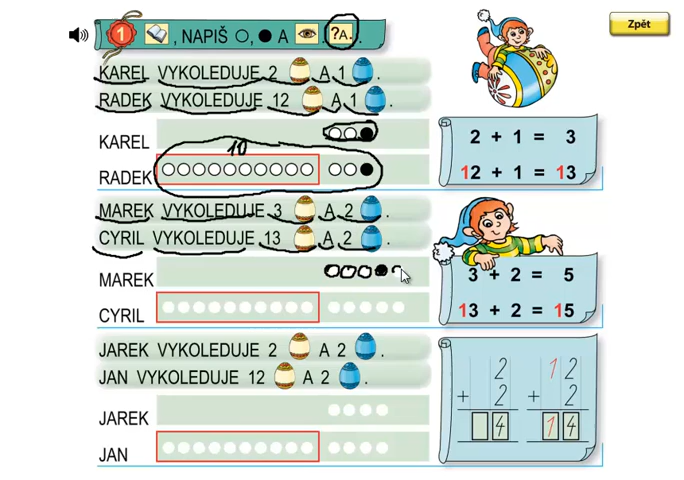 1 , NAPIŠ ○, ● A ?A. .
Zpět
KAREL VYKOLEDUJE 2 A 1 .
RADEK VYKOLEDUJE 12 A 1 .
KAREL
10
RADEK
2 + 1 = 3
12 + 1 = 13
MAREK VYKOLEDUJE 3 A 2
CYRIL VYKOLEDUJE 13 A 2 .
MAREK
CYRIL
3 + 2 = 5
13 + 2 = 15
JAREK VYKOLEDUJE 2 A 2 .
JAN VYKOLEDUJE 12 A 2 .
JAREK
JAN
2 12
+ 2 + 2
4 14